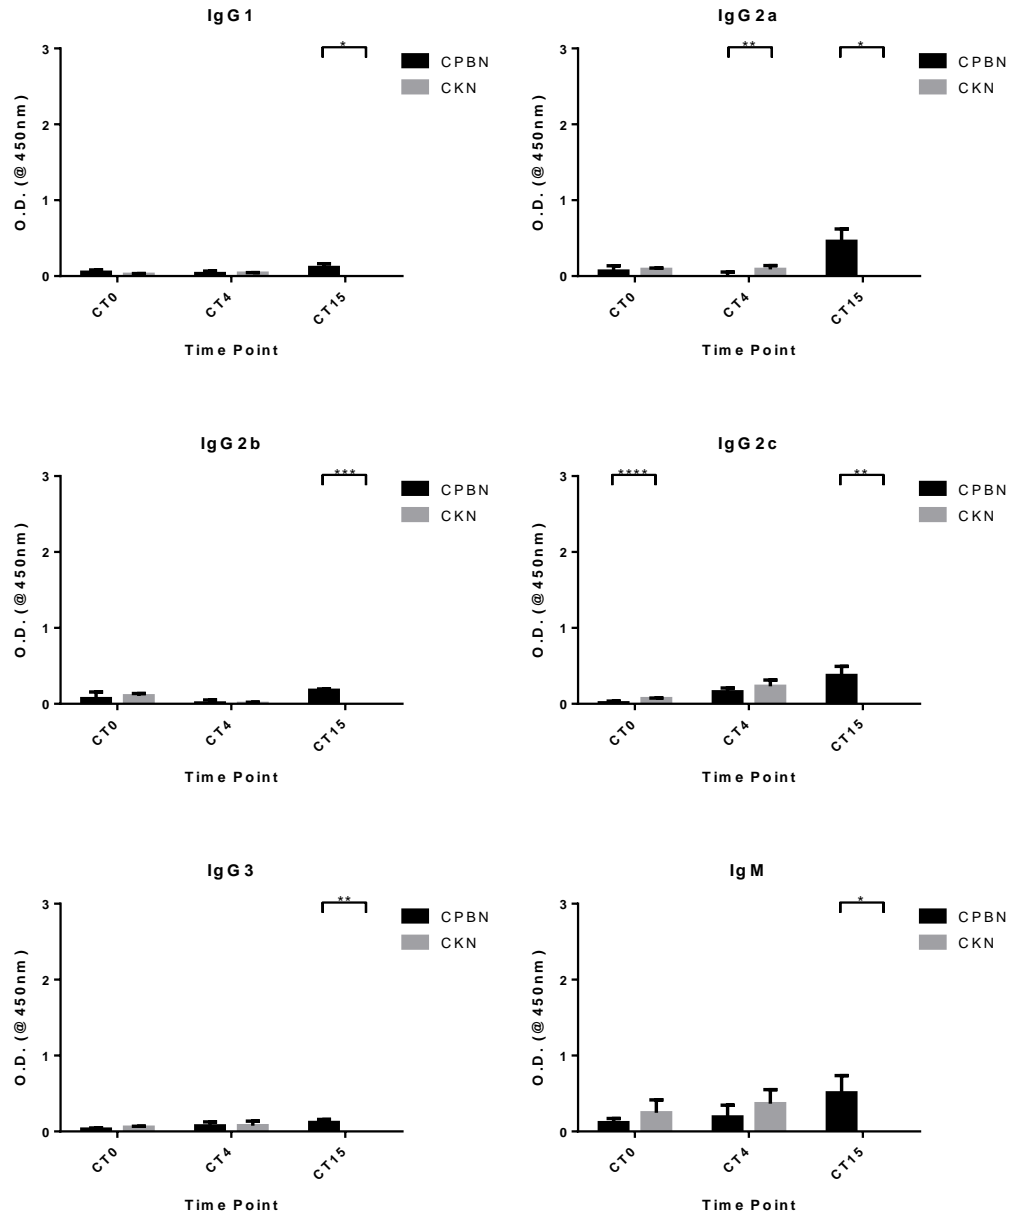 IgG1
3
2
1
0
O.D. (@450nm)
*
CPBN
CKN
CT0
CT4
CT15
Time Point
IgG2a
3
2
1
0
O.D. (@450nm)
**
*
CPBN
CKN
CT0
CT4
CT15
Time Point
IgG2b
3
2
1
0
O.D. (@450nm)
***
CPBN
CKN
CT0
CT4
CT15
Time Point
IgG2c
3
2
1
0
O.D. (@450nm)
****
**
CPBN
CKN
CT0
CT4
CT15
Time Point
IgG3
3
2
1
0
O.D. (@450nm)
**
CPBN
CKN
CT0
CT4
CT15
Time Point
IgM
3
2
1
0
O.D. (@450nm)
*
CPBN
CKN
CT0
CT4
CT15
Time Point